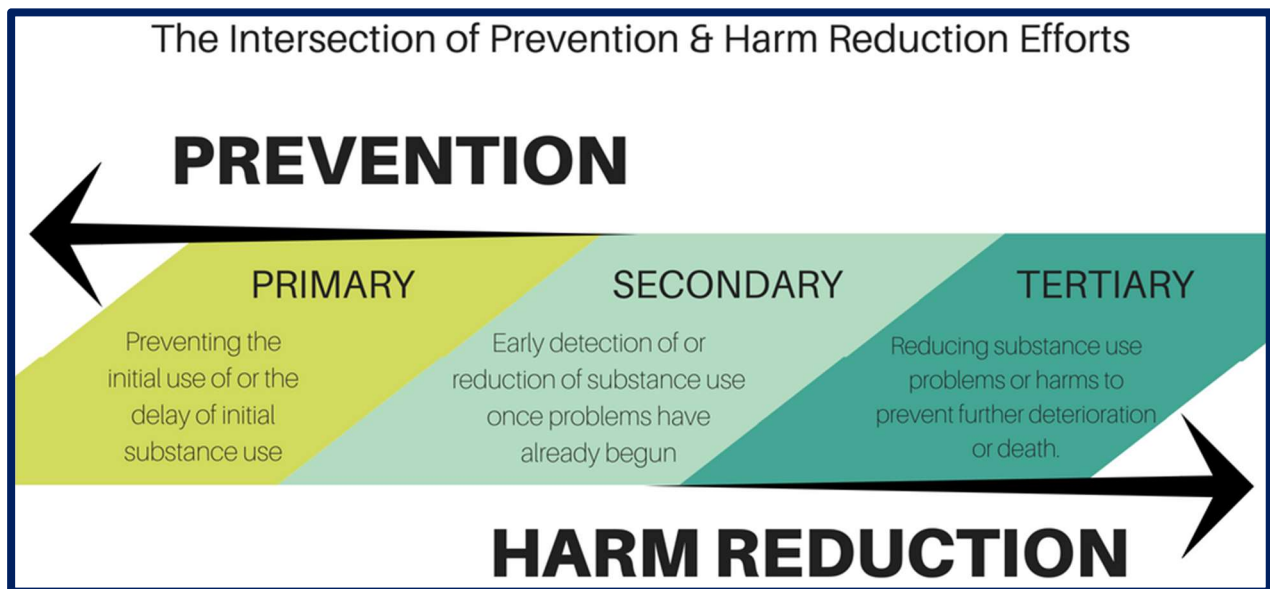 The Intersection of Prevention & Harm Reduction Efforts
PREVENTION
PRIMARY
Preventing the
initial use of or the
delay of initial
substance use
SECONDARY
Early detection of or
reduction of substance use
once problems have
already begun
TERTIARY
Reducing substance use
problems or harms to
prevent further deterioration
or death.
HARM REDUCTION